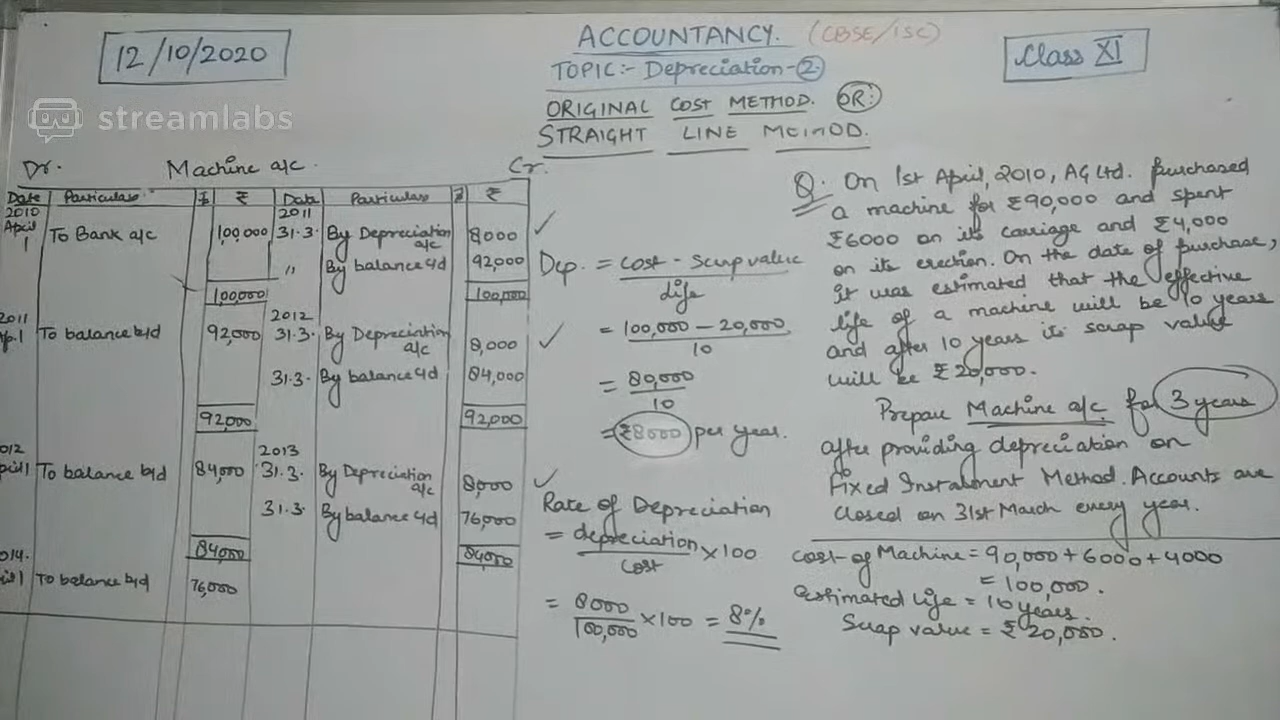 12/10/2020
ACCOUNTANCY. (CBSE/ISC)
TOPIC:- Depreciation-②
Class XI
ORIGINAL COST METHOD. OR:
STRAIGHT LINE METHOD.
streamlabs
Dr. Machine a/c. Cr.
Date Particulars ₹ Date Particulars ₹
2010 2011
April 1 To Bank a/c 1,00,000 31.3. By Depreciation a/c 8000
" By balance c/d 92,000
1,00,000 1,00,000
2011 2012
Ap.1 To balance b/d 92,000 31.3. By Depreciation a/c 8,000
31.3. By balance c/d 84,000
92,000 92,000
012 2013
pril 1 To balance b/d 84,000 31.3. By Depreciation a/c 8,000
31.3. By balance c/d 76,000
84,000 84,000
014.
ril 1 To balance b/d 76,000
Dep. = cost - scrap value
life
= 100,000 - 20,000
10
= 80,000
10
= ₹8000 per year.
Rate of Depreciation
= depreciation × 100
cost
= 8000 × 100 = 8%
100,000
Q. On 1st April, 2010, AG Ltd. purchased
a machine for ₹90,000 and spent
₹6000 on its carriage and ₹4,000
on its erection. On the date of purchase,
it was estimated that the effective
life of a machine will be 10 years
and after 10 years its scrap value
will be ₹20,000.
Prepare Machine a/c for 3 years
after providing depreciation on
Fixed Instalment Method. Accounts are
closed on 31st March every year.
Cost of Machine = 90,000 + 6000 + 4000
= 100,000.
estimated life = 10 years.
Scrap value = ₹20,000.